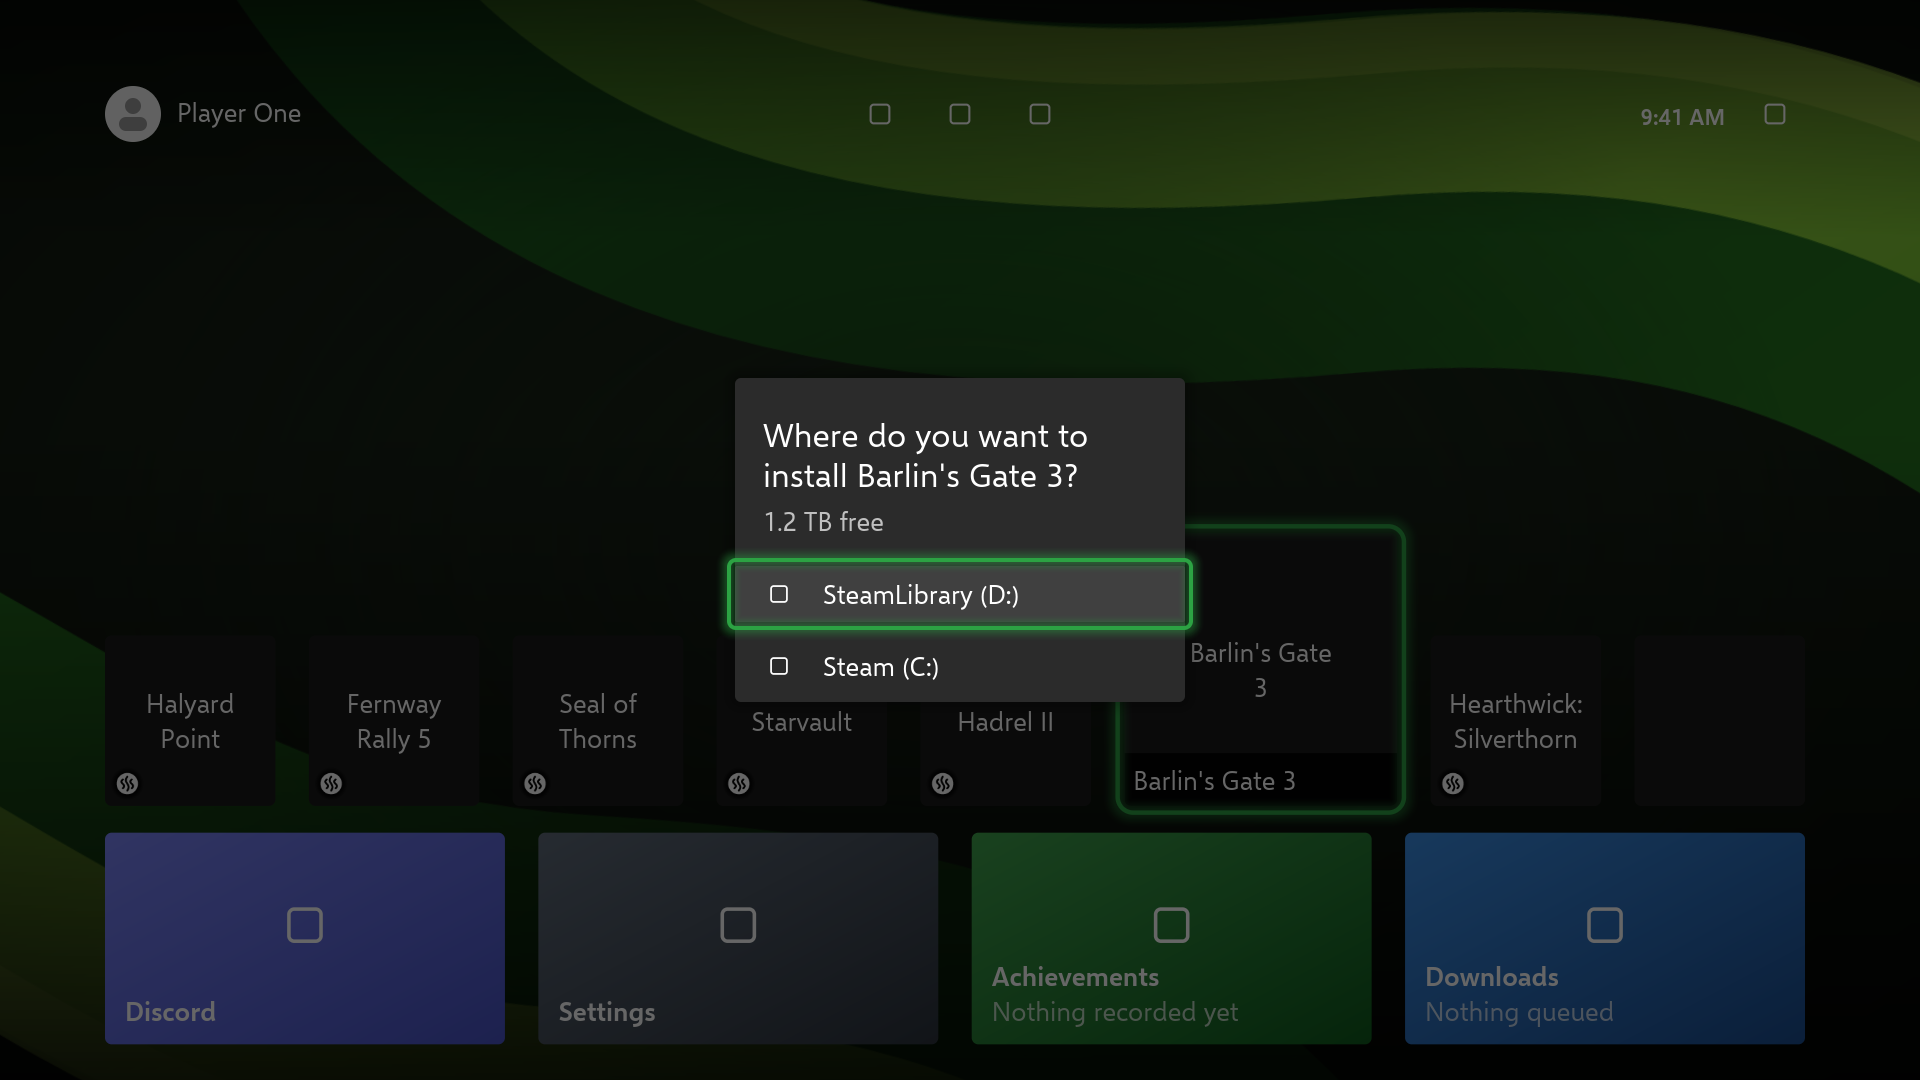 Player One
9:41 AM
Where do you want to
install Barlin's Gate 3?
1.2 TB free
SteamLibrary (D:)
Steam (C:)
Halyard
Point
Fernway
Rally 5
Seal of
Thorns
Starvault
Hadrel II
Barlin's Gate
3
Barlin's Gate 3
Hearthwick:
Silverthorn
Discord
Settings
Achievements
Nothing recorded yet
Downloads
Nothing queued